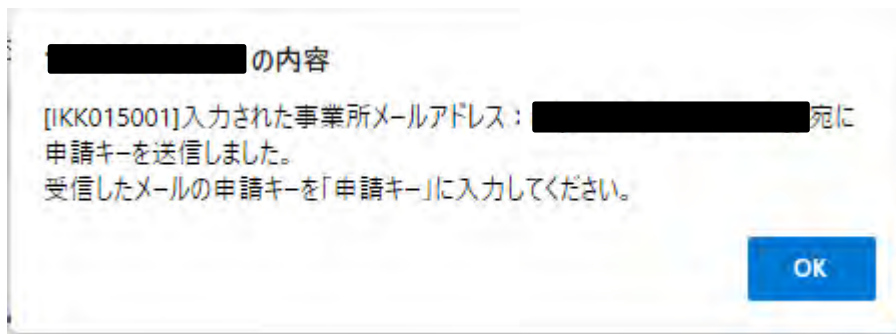 の内容
[IKK015001]入力された事業所メールアドレス：宛に
申請キーを送信しました。
受信したメールの申請キーを「申請キー」に入力してください。
OK